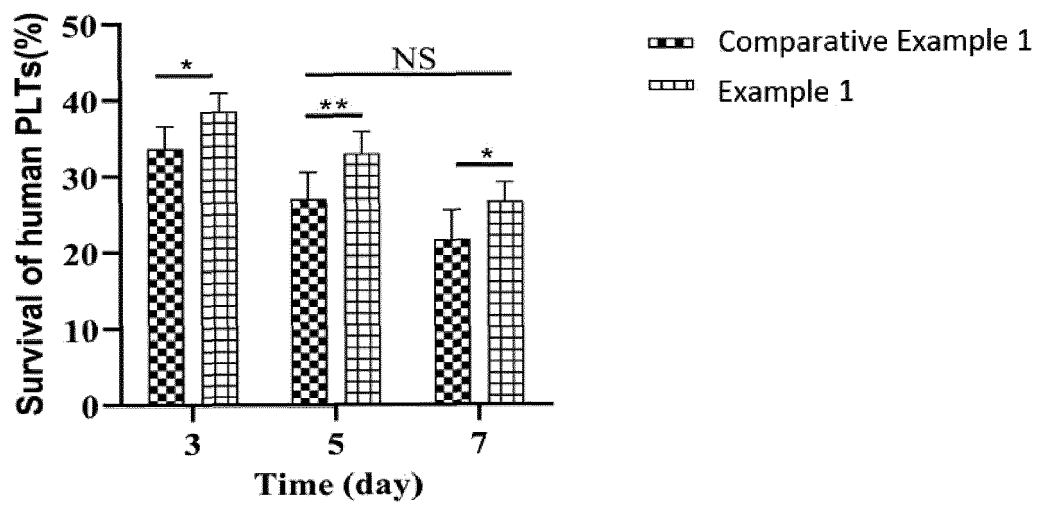 Survival of human PLTs(%)
50
40
30
20
10
0
*
NS
**
*
3
5
7
Time (day)
Comparative Example 1
Example 1